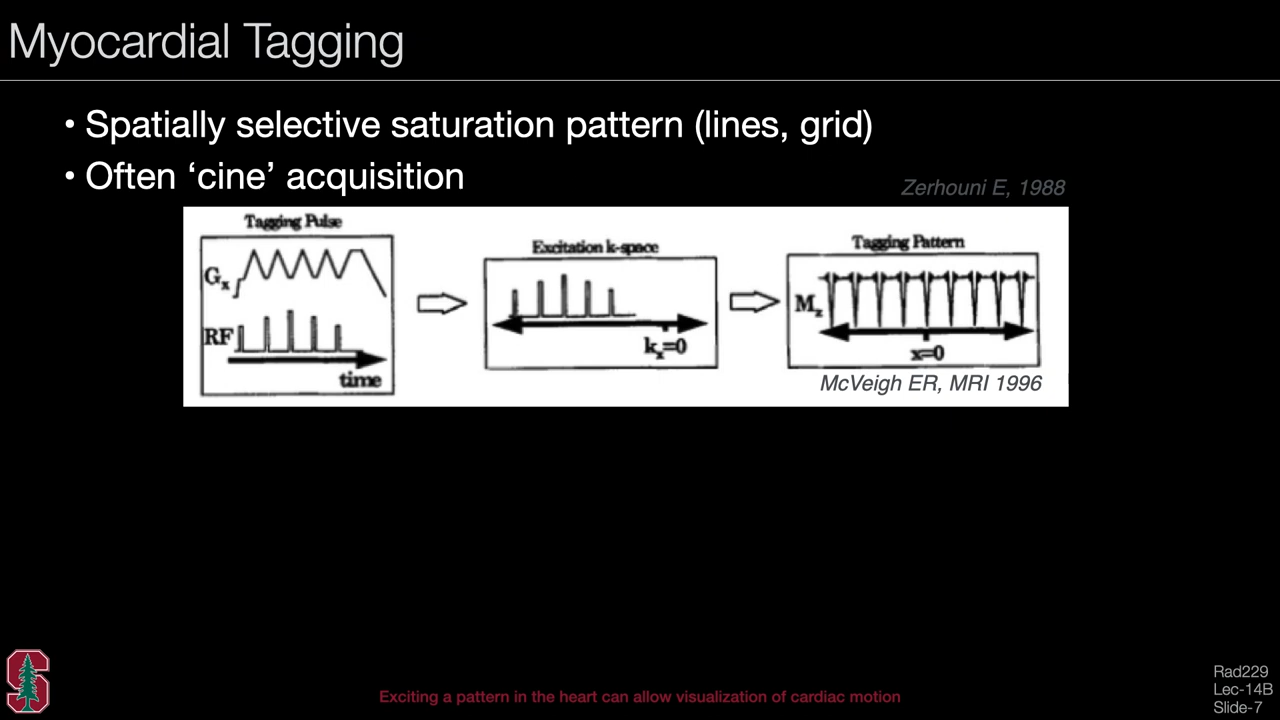 Myocardial Tagging
• Spatially selective saturation pattern (lines, grid)
• Often ‘cine’ acquisition
Zerhouni E, 1988
Tagging Pulse
Gx
RF
time
Excitation k-space
kx=0
Tagging Pattern
Mz
x=0
McVeigh ER, MRI 1996
Exciting a pattern in the heart can allow visualization of cardiac motion
Rad229
Lec-14B
Slide-7